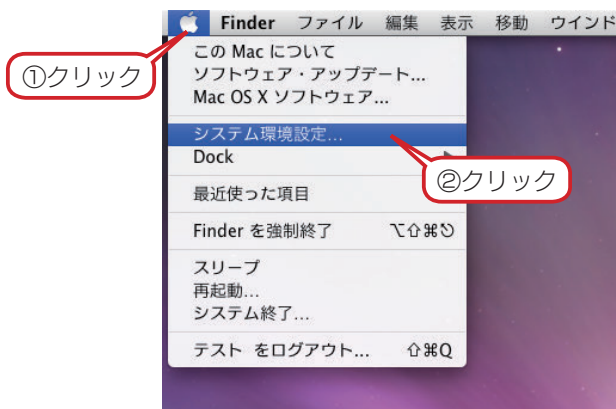 Finder ファイル 編集 表示 移動 ウインド
①クリック
この Mac について
ソフトウェア・アップデート...
Mac OS X ソフトウェア...
システム環境設定...
Dock
②クリック
最近使った項目
Finder を強制終了 ⌥⇧⌘⎋
スリープ
再起動...
システム終了...
テスト をログアウト... ⇧⌘Q